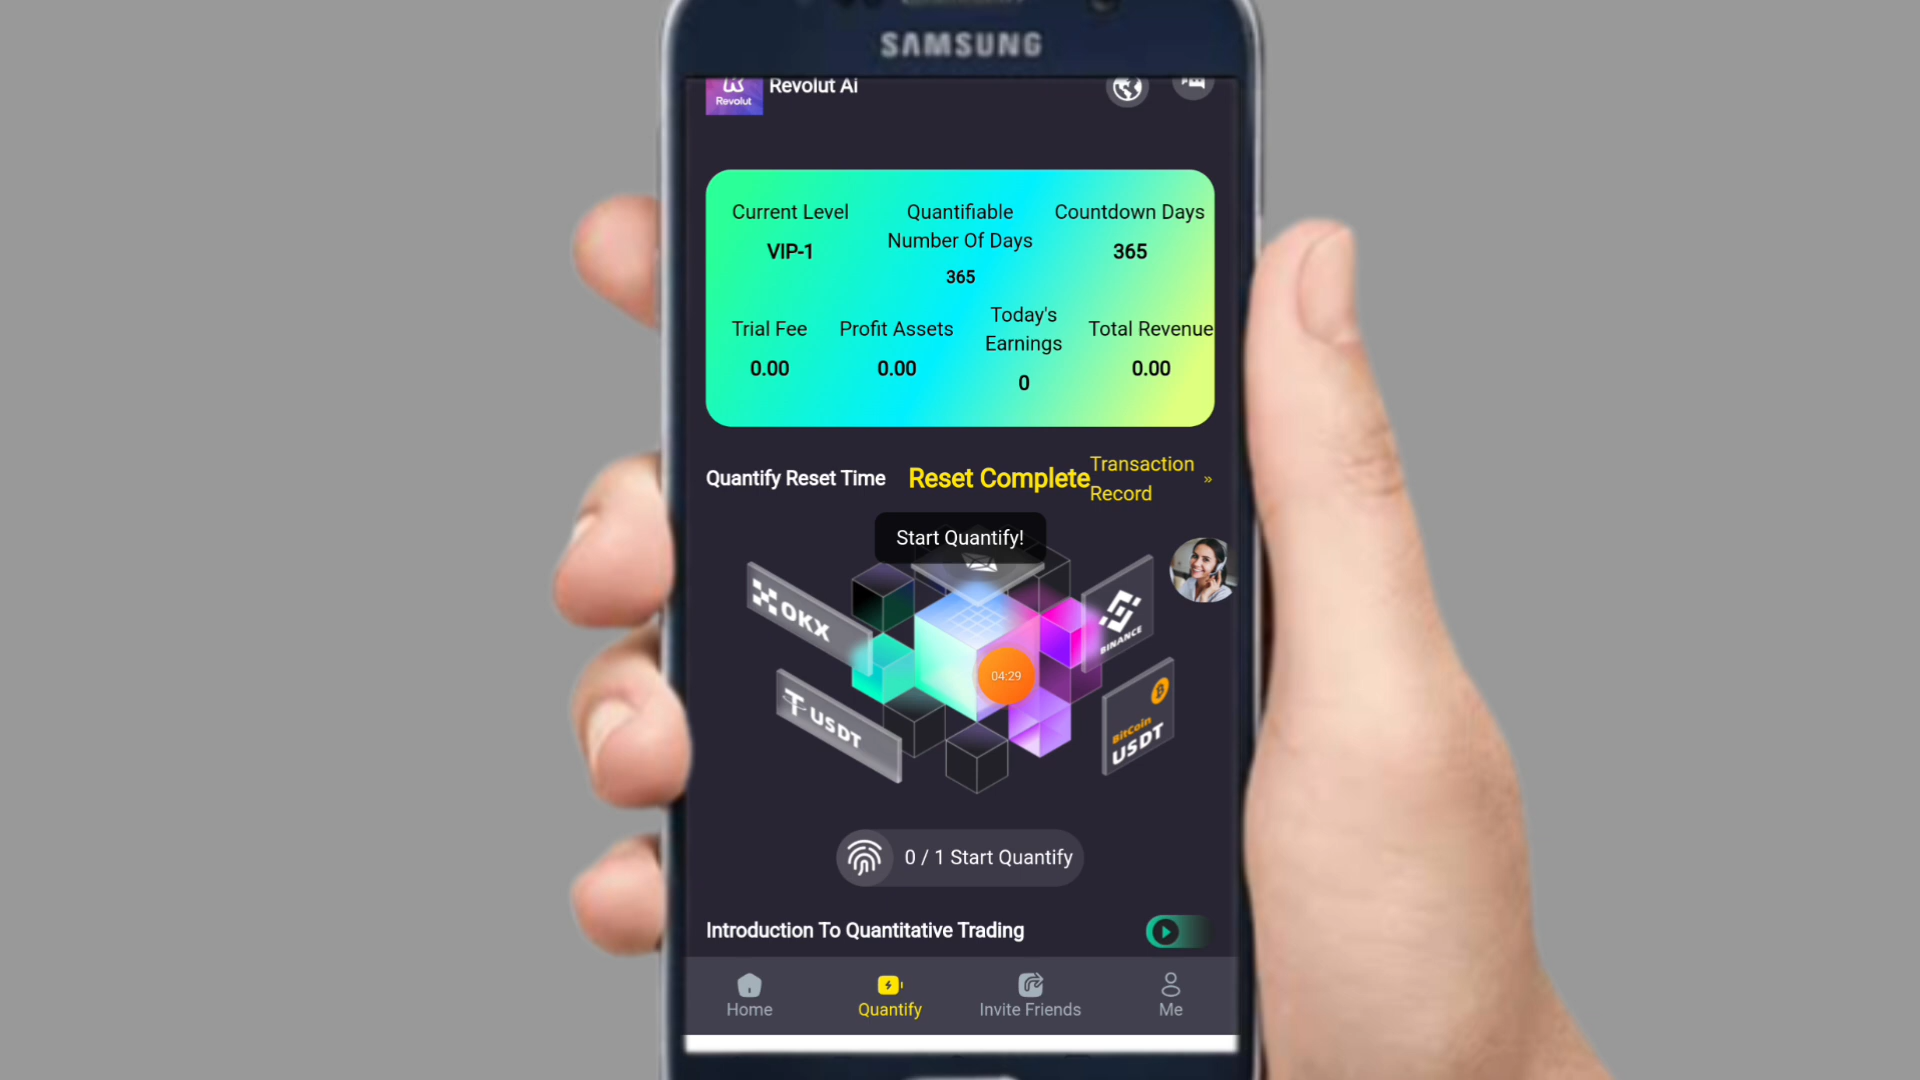 SAMSUNG
Revolut
Revolut Ai
Current Level
VIP-1
Quantifiable
Number Of Days
365
Countdown Days
365
Trial Fee
0.00
Profit Assets
0.00
Today's
Earnings
0
Total Revenue
0.00
Quantify Reset Time
Reset Complete
Transaction
Record
»
Start Quantify!
OKX
BINANCE
T USDT
04:29
BitCoin
USDT
0 / 1 Start Quantify
Introduction To Quantitative Trading
Home
Quantify
Invite Friends
Me